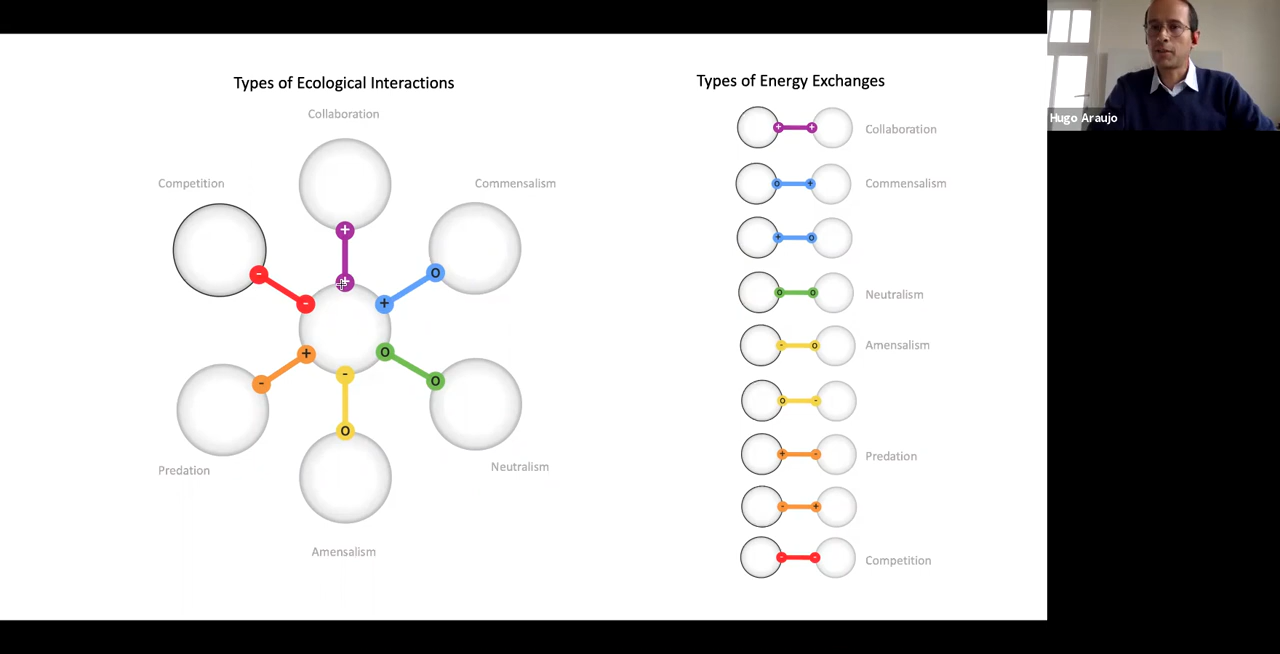 Types of Ecological Interactions
Collaboration
Competition
Commensalism
+
-
o
-
+
+
+
o
-
-
o
o
Predation
Neutralism
Amensalism
Types of Energy Exchanges
+ + Collaboration
o + Commensalism
+ o
o o Neutralism
- o Amensalism
o -
+ - Predation
- +
- - Competition
Hugo Araujo